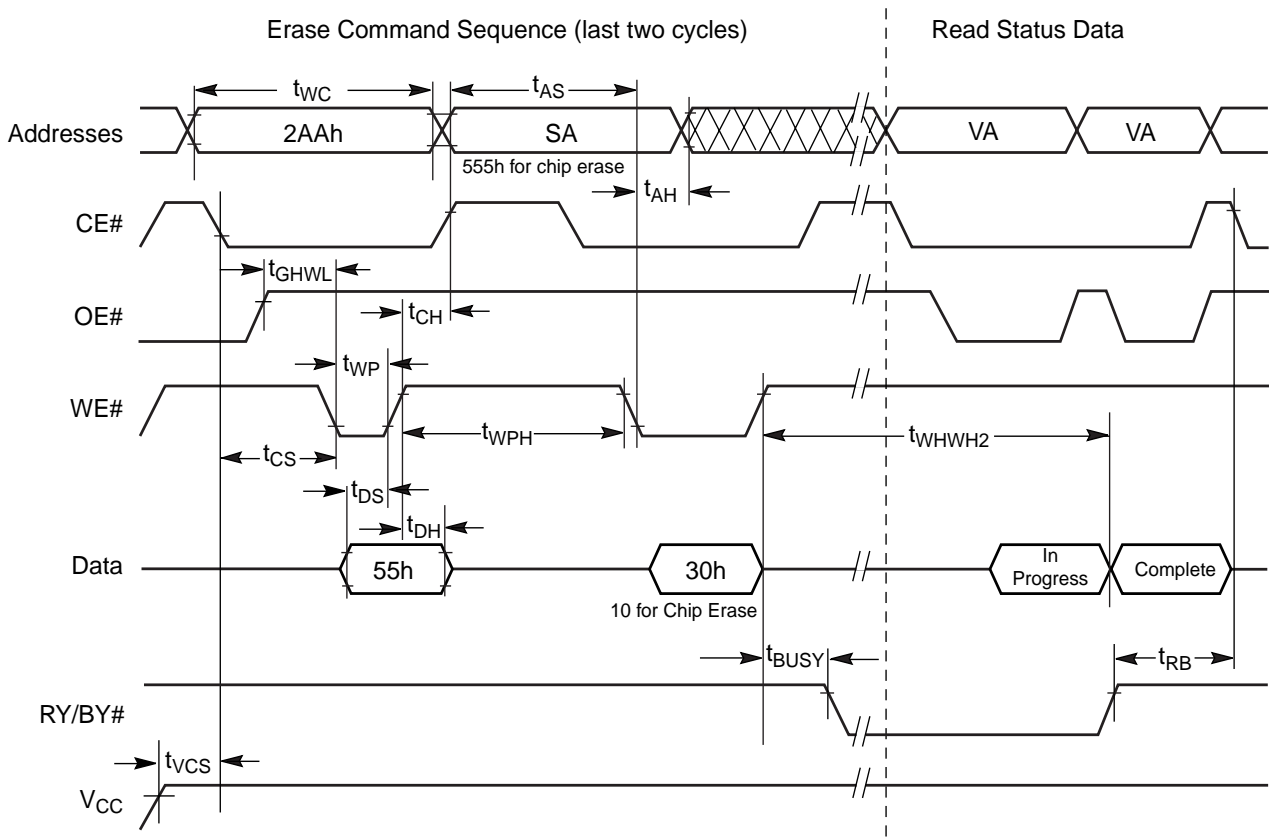 Erase Command Sequence (last two cycles)
Read Status Data
tWC
tAS
Addresses
2AAh
SA
VA
VA
555h for chip erase
tAH
CE#
tGHWL
OE#
tCH
tWP
WE#
tWPH
tWHWH2
tCS
tDS
tDH
Data
55h
30h
In
Progress
Complete
10 for Chip Erase
tBUSY
tRB
RY/BY#
tVCS
VCC